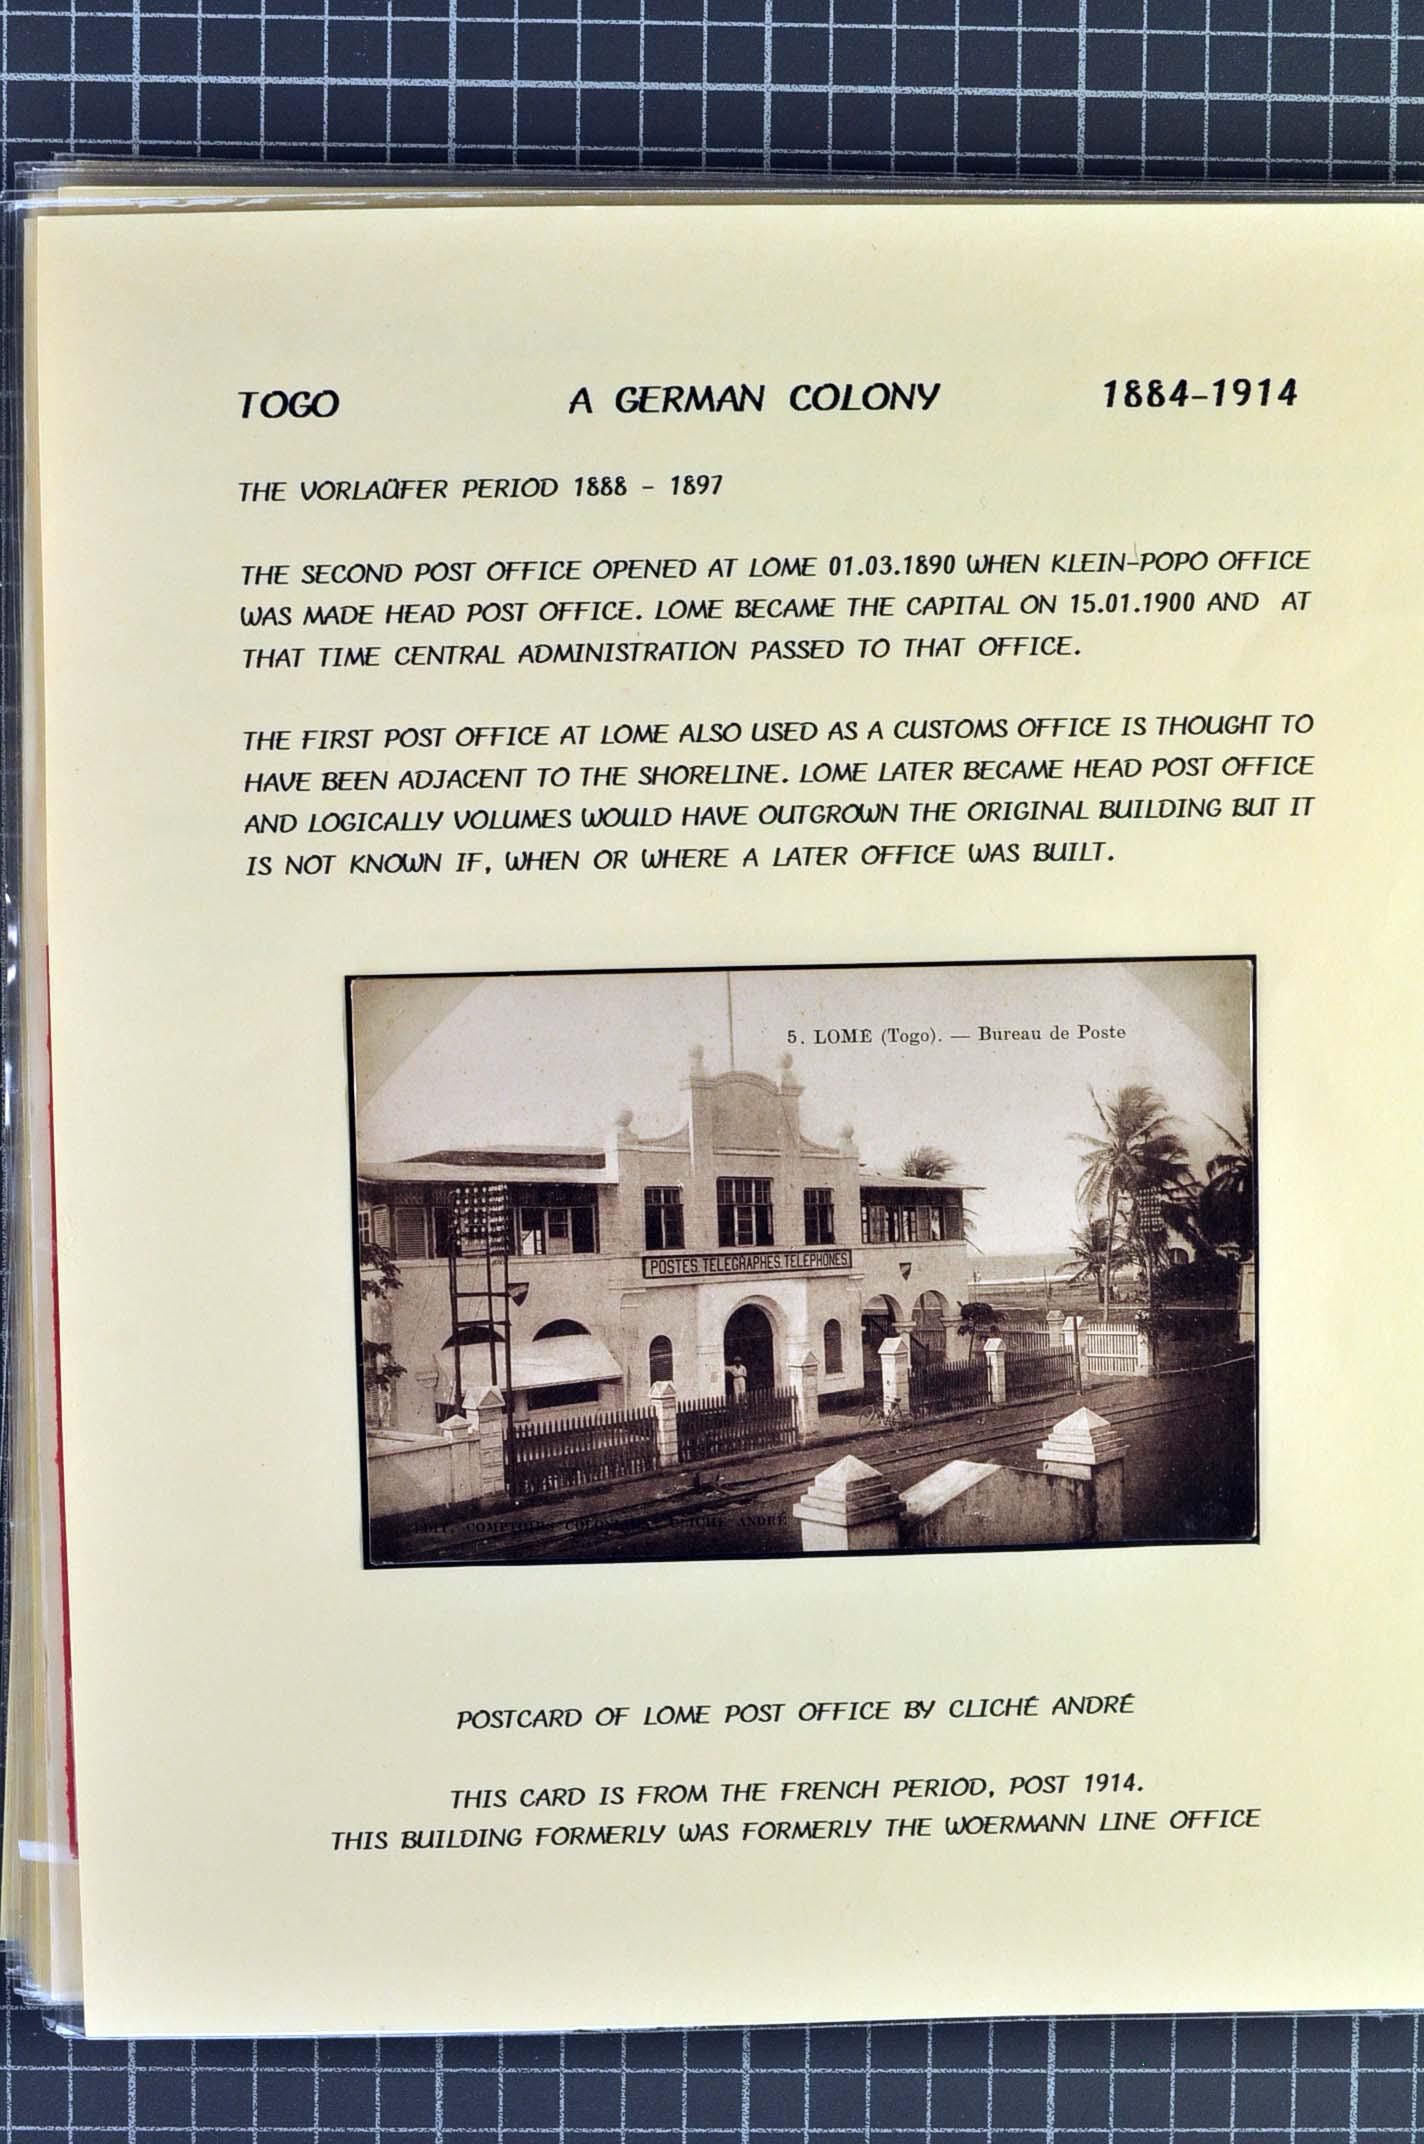 TOGO A GERMAN COLONY 1884-1914
THE VORLAÜFER PERIOD 1888 - 1897
THE SECOND POST OFFICE OPENED AT LOME 01.03.1890 WHEN KLEIN-POPO OFFICE
WAS MADE HEAD POST OFFICE. LOME BECAME THE CAPITAL ON 15.01.1900 AND AT
THAT TIME CENTRAL ADMINISTRATION PASSED TO THAT OFFICE.
THE FIRST POST OFFICE AT LOME ALSO USED AS A CUSTOMS OFFICE IS THOUGHT TO
HAVE BEEN ADJACENT TO THE SHORELINE. LOME LATER BECAME HEAD POST OFFICE
AND LOGICALLY VOLUMES WOULD HAVE OUTGROWN THE ORIGINAL BUILDING BUT IT
IS NOT KNOWN IF, WHEN OR WHERE A LATER OFFICE WAS BUILT.
5. LOMÉ (Togo). — Bureau de Poste
POSTES. TELEGRAPHES. TELEPHONES
EDIT. COMPTOIRS COLONIAUX CLICHÉ ANDRÉ
POSTCARD OF LOME POST OFFICE BY CLICHÉ ANDRÉ
THIS CARD IS FROM THE FRENCH PERIOD, POST 1914.
THIS BUILDING FORMERLY WAS FORMERLY THE WOERMANN LINE OFFICE